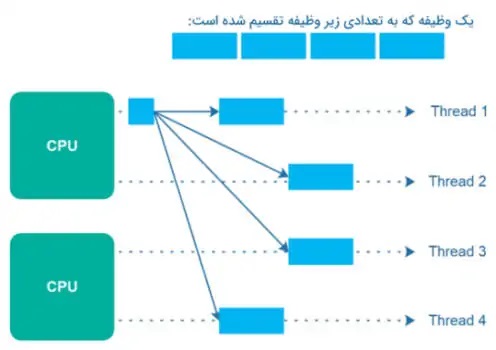 یک وظیفه که به تعدادی زیر وظیفه تقسیم شده است:
CPU
Thread 1
Thread 2
CPU
Thread 3
Thread 4